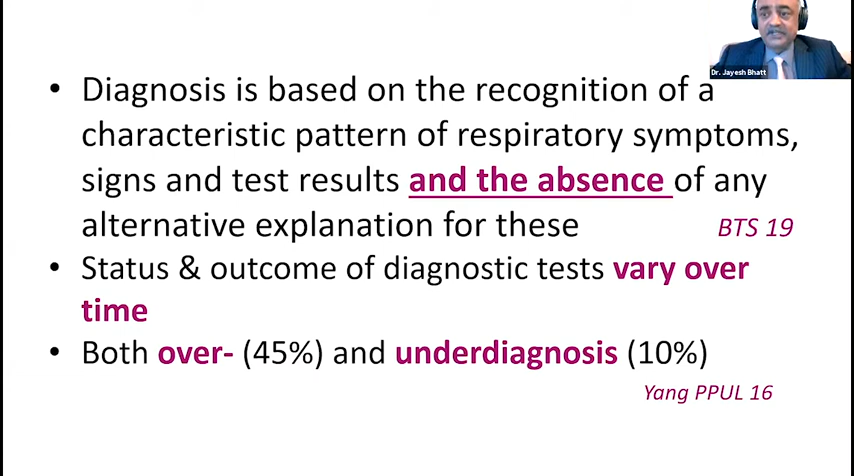 Dr. Jayesh Bhatt
• Diagnosis is based on the recognition of a
characteristic pattern of respiratory symptoms,
signs and test results and the absence of any
alternative explanation for these BTS 19
• Status & outcome of diagnostic tests vary over
time
• Both over- (45%) and underdiagnosis (10%)
Yang PPUL 16